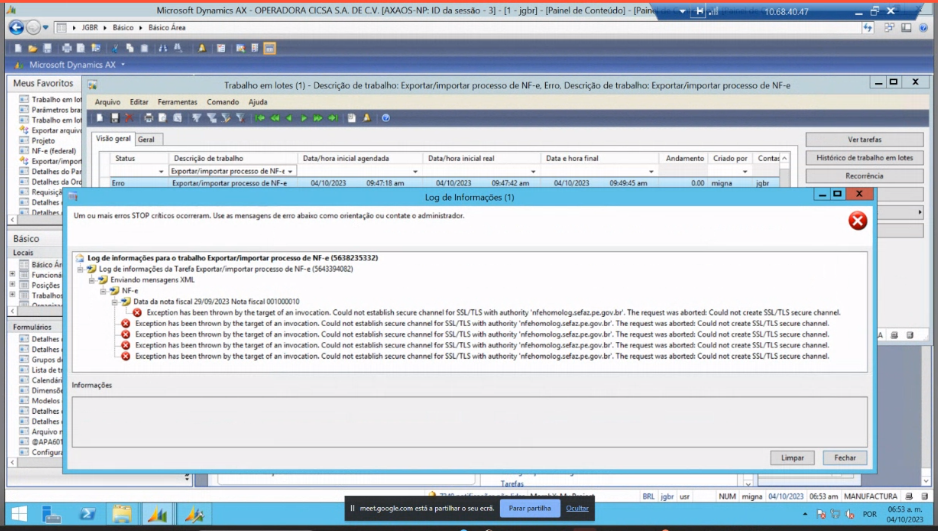 Microsoft Dynamics AX - OPERADORA CICSA S.A. DE C.V. [AXAOS-NP: ID da sessão - 3] - [1 - jgbr] - [Painel de Conteúdo] - [Pain
10.68.40.47
JGBR ▸ Básico ▸ Básico Área
Microsoft Dynamics AX
Meus Favoritos
Trabalho em lot
Parâmetros bra
Trabalho em lot
Exportar arquiv
Projeto
NF-e (federal)
Exportar/import
Detalhes do Par
Detalhes da Ord
Requisiç
Detalhes
Detalhes
Trabalho em lotes (1) - Descrição de trabalho: Exportar/importar processo de NF-e, Erro, Descrição de trabalho: Exportar/importar processo de NF-e
Arquivo Editar Ferramentas Comando Ajuda
Visão geral Geral
Status Descrição de trabalho Data/hora inicial agendada Data/hora inicial real Data e hora final Andamento Criado por Contas
Exportar/importar processo de NF-e
Erro Exportar/importar processo de NF-e 04/10/2023 09:47:18 am 04/10/2023 09:47:42 am 04/10/2023 09:49:45 am 0.00 migna jgbr
Ver tarefas
Histórico de trabalho em lotes
Recorrência
Log de Informações (1)
Um ou mais erros STOP críticos ocorreram. Use as mensagens de erro abaixo como orientação ou contate o administrador.
Log de informações para o trabalho Exportar/importar processo de NF-e (5638235332)
Log de informações da Tarefa Exportar/importar processo de NF-e (5643394082)
Enviando mensagens XML
NF-e
Data da nota fiscal 29/09/2023 Nota fiscal 001000010
Exception has been thrown by the target of an invocation. Could not establish secure channel for SSL/TLS with authority 'nfehomolog.sefaz.pe.gov.br'. The request was aborted: Could not create SSL/TLS secure channel.
Exception has been thrown by the target of an invocation. Could not establish secure channel for SSL/TLS with authority 'nfehomolog.sefaz.pe.gov.br'. The request was aborted: Could not create SSL/TLS secure channel.
Exception has been thrown by the target of an invocation. Could not establish secure channel for SSL/TLS with authority 'nfehomolog.sefaz.pe.gov.br'. The request was aborted: Could not create SSL/TLS secure channel.
Exception has been thrown by the target of an invocation. Could not establish secure channel for SSL/TLS with authority 'nfehomolog.sefaz.pe.gov.br'. The request was aborted: Could not create SSL/TLS secure channel.
Exception has been thrown by the target of an invocation. Could not establish secure channel for SSL/TLS with authority 'nfehomolog.sefaz.pe.gov.br'. The request was aborted: Could not create SSL/TLS secure channel.
Informações
Limpar Fechar
Básico
Locais
Básico Ár
Funcioná
Posições
Trabalhos
Formulários
Detalhes
Detalhes
Grupos d
Lista de t
Calendári
Dimensõ
Modelos
Detalhes
Detalhes
Arquivo n
@APA601
Configur
Tarefas
BRL jgbr usr NUM migna 04/10/2023 06:53 am MANUFACTURA
meet.google.com está a partilhar o seu ecrã. Parar partilha Ocultar
POR
06:53 a. m.
04/10/2023